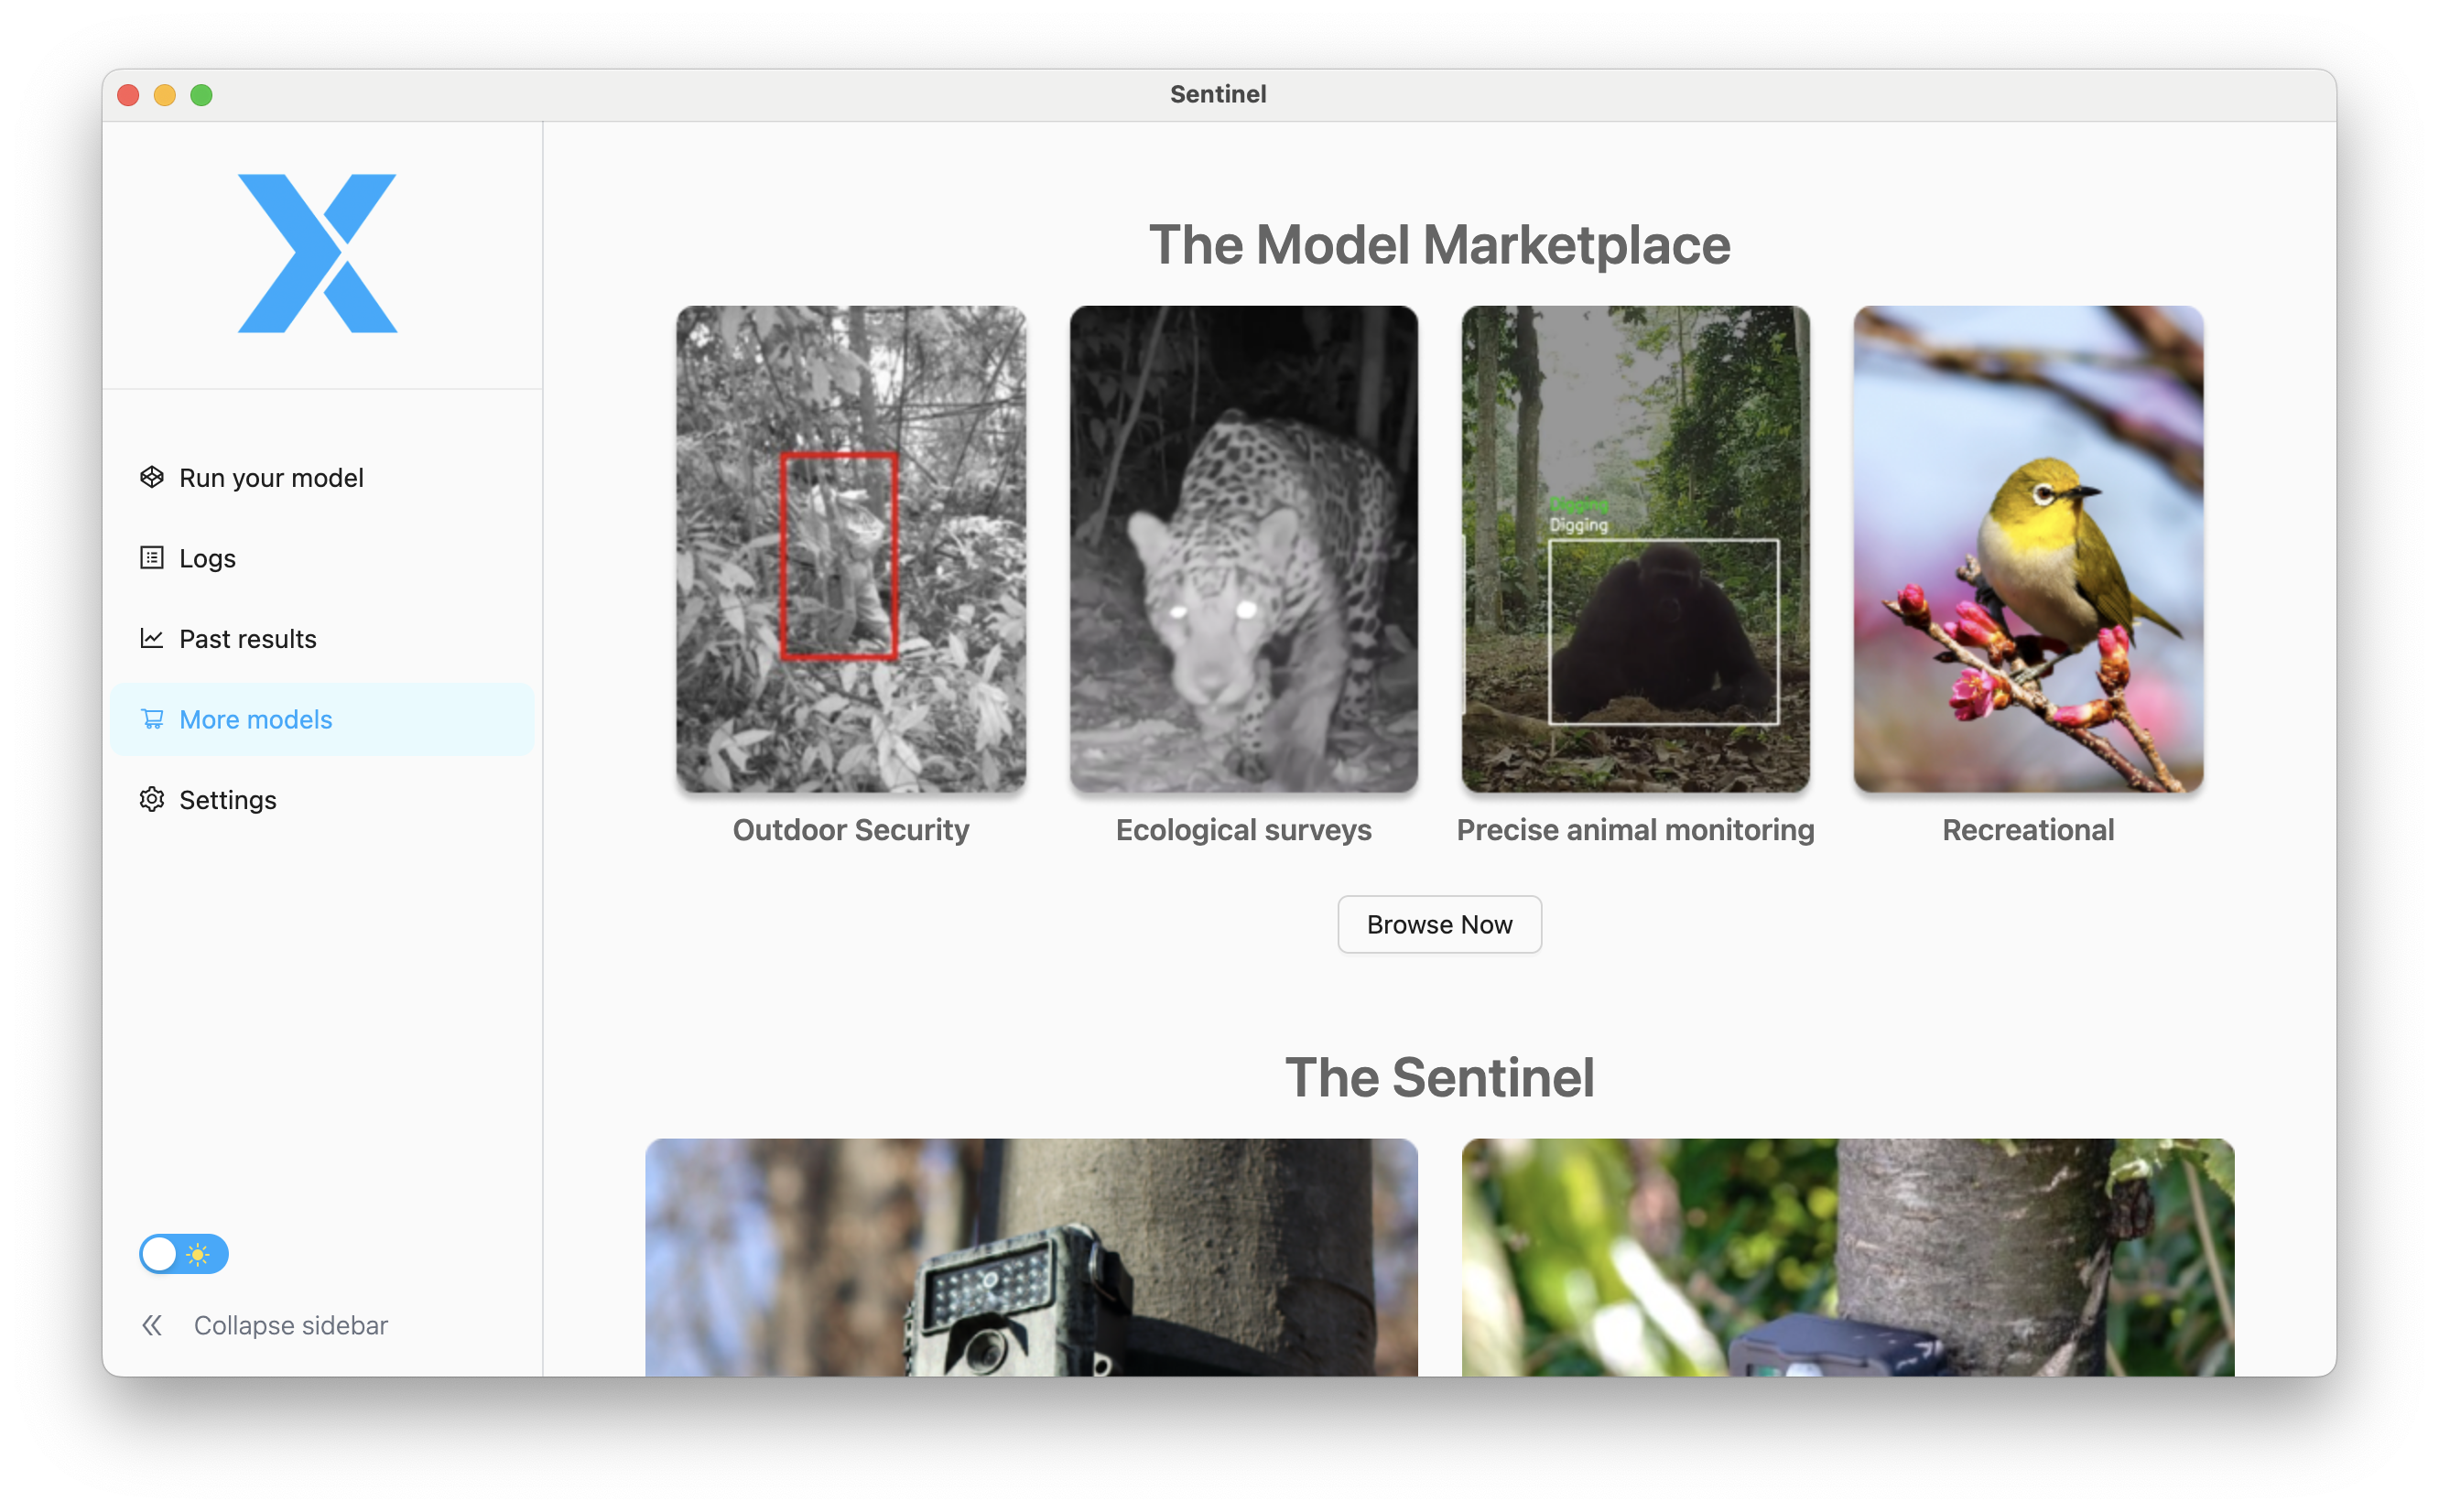 Sentinel
Run your model
Logs
Past results
More models
Settings
Collapse sidebar
The Model Marketplace
Digging
Digging
Outdoor Security
Ecological surveys
Precise animal monitoring
Recreational
Browse Now
The Sentinel